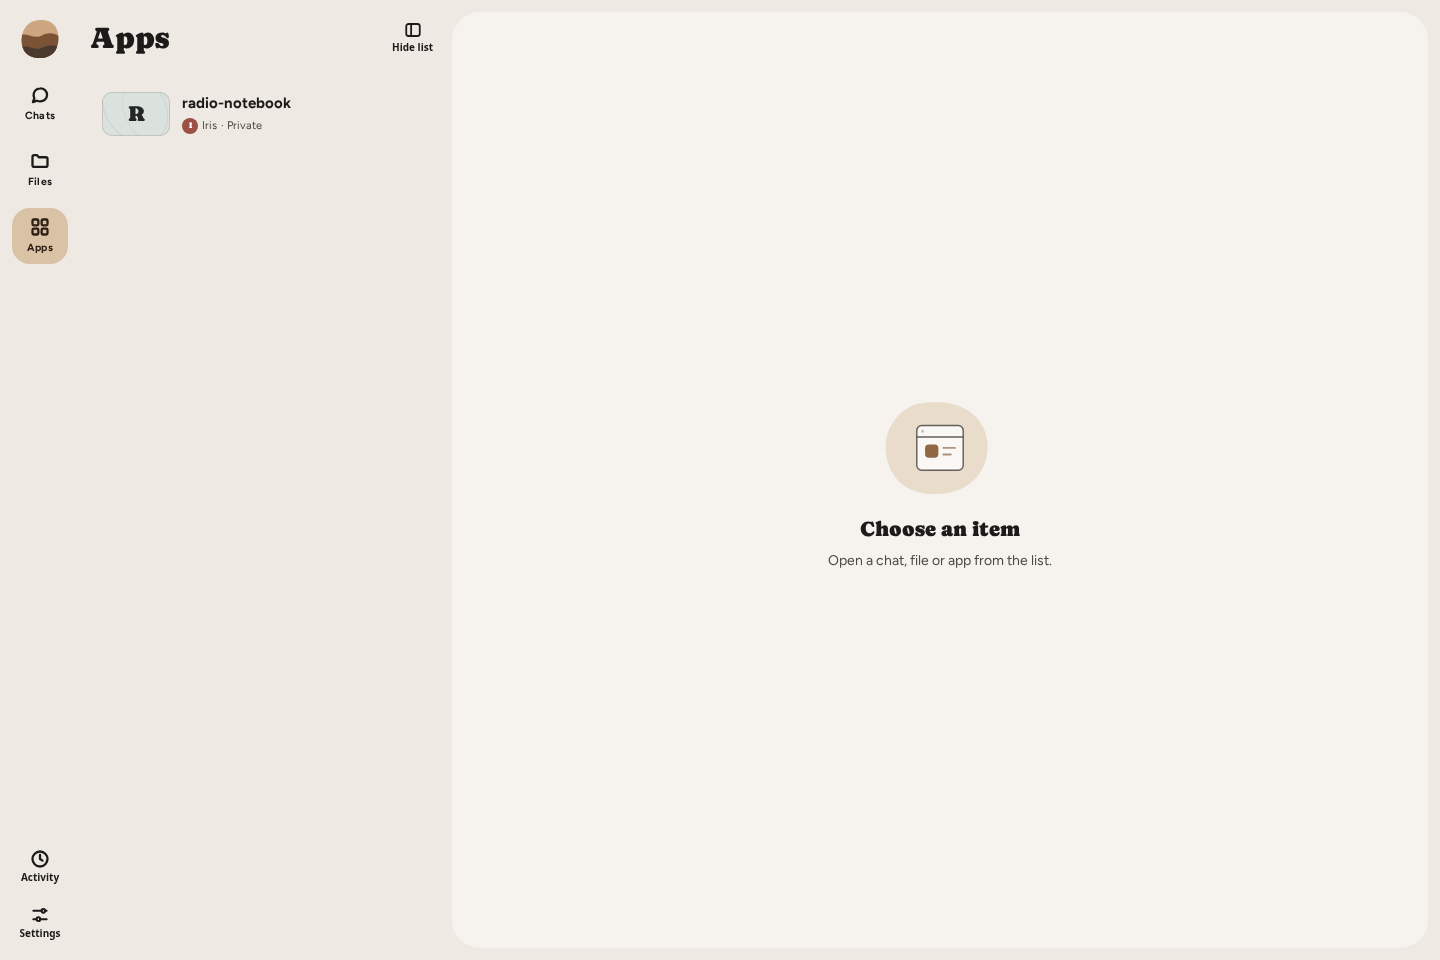 Apps
Hide list
Chats
Files
Apps
R
radio-notebook
I
Iris · Private
Choose an item
Open a chat, file or app from the list.
Activity
Settings